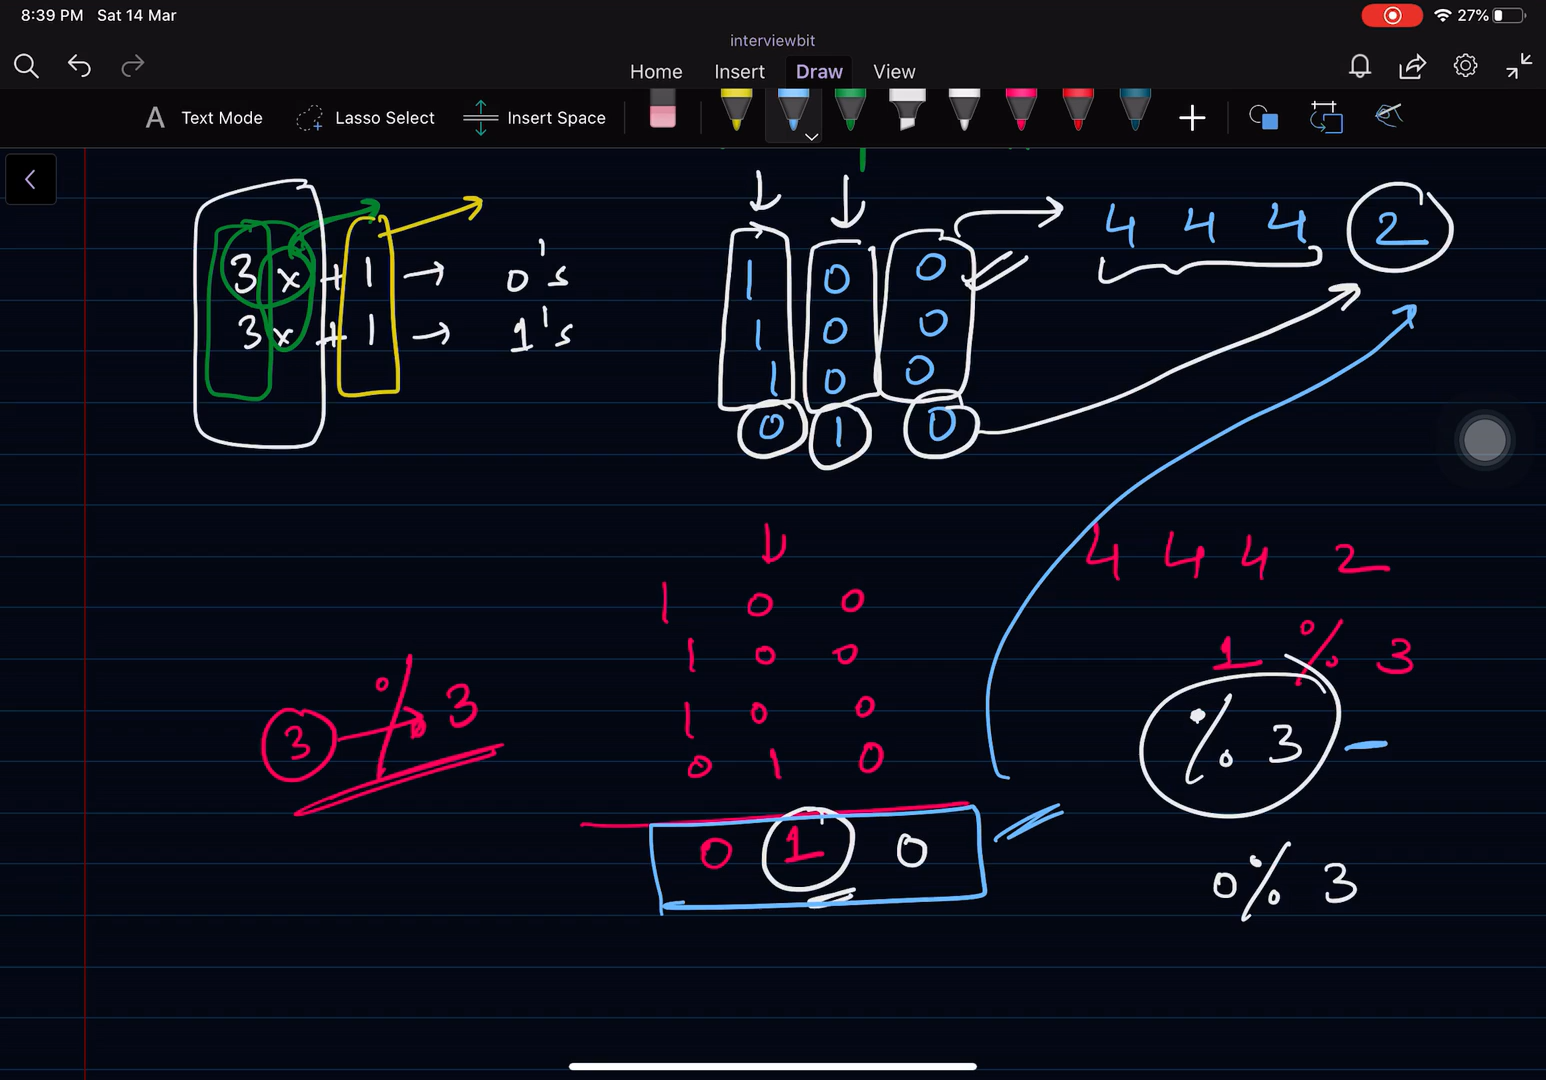 8:39 PM Sat 14 Mar
27%
interviewbit
Home Insert Draw View
Text Mode Lasso Select Insert Space
3x + 1 → 0's
3x + 1 → 1's
1 0 0
1 0 0
1 0 0
0 1 0
4 4 4 2
4 4 4 2
1 % 3
% 3
0 % 3
3 → % 3
1 0 0
1 0 0
1 0 0
0 1 0
0 1 0